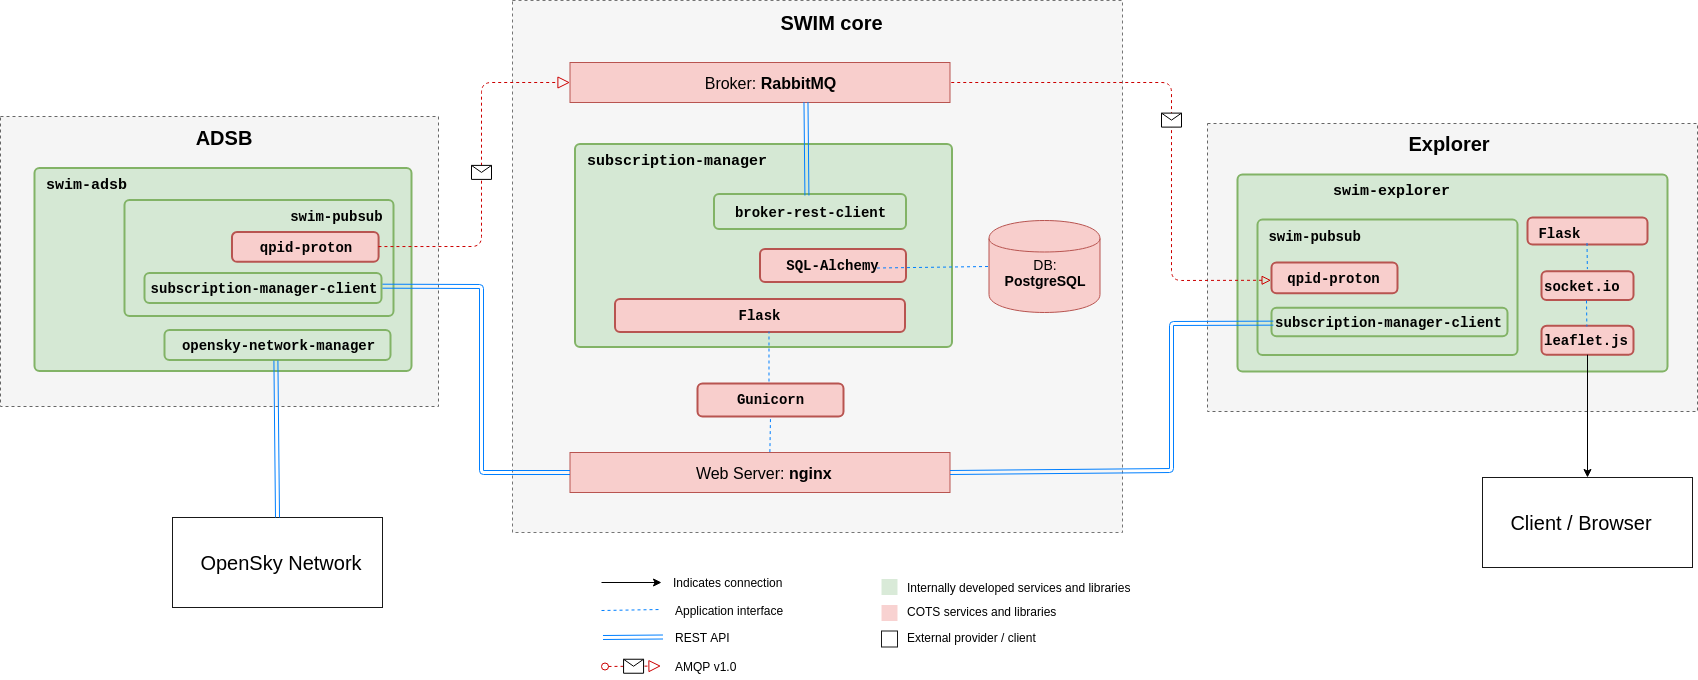 SWIM core
Broker: RabbitMQ
subscription-manager
broker-rest-client
SQL-Alchemy
Flask
DB:
PostgreSQL
Gunicorn
Web Server: nginx
ADSB
swim-adsb
swim-pubsub
qpid-proton
subscription-manager-client
opensky-network-manager
OpenSky Network
Explorer
swim-explorer
swim-pubsub
qpid-proton
subscription-manager-client
Flask
socket.io
leaflet.js
Client / Browser
Indicates connection
Application interface
REST API
AMQP v1.0
Internally developed services and libraries
COTS services and libraries
External provider / client